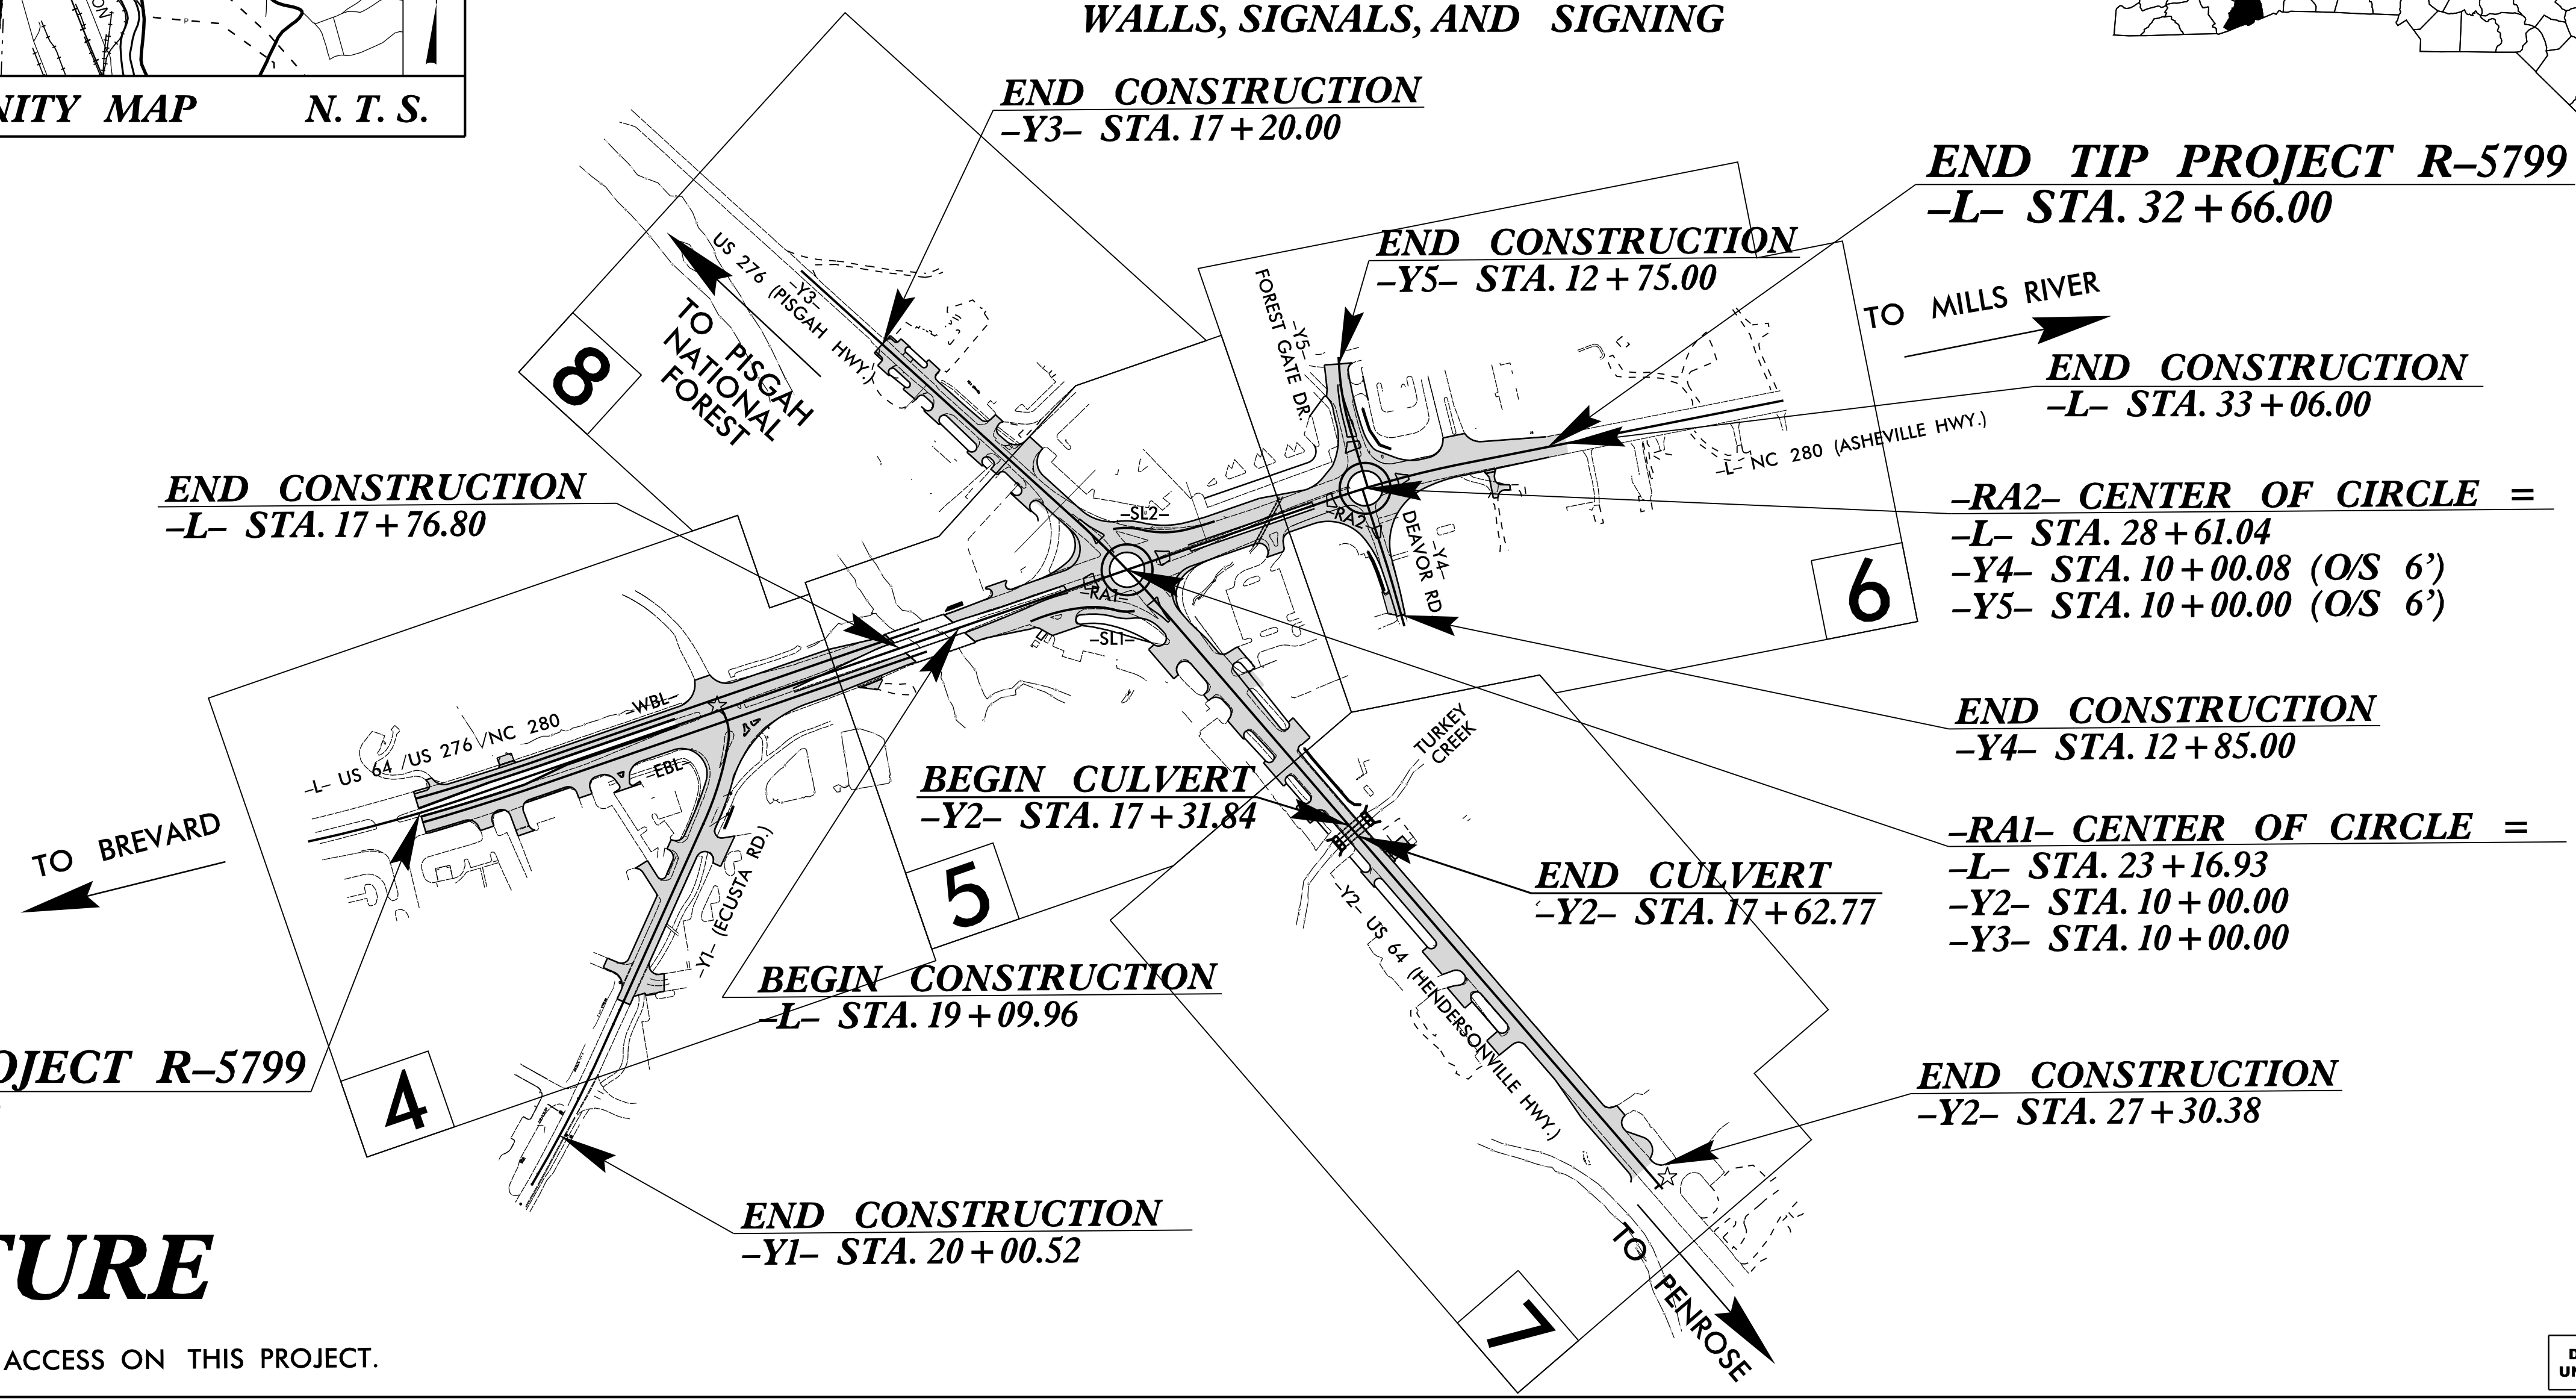 WALLS, SIGNALS, AND SIGNING
MAP N. T. S.
END CONSTRUCTION
–Y3– STA. 17+20.00
END TIP PROJECT R–5799
–L– STA. 32+66.00
END CONSTRUCTION
–Y5– STA. 12+75.00
TO MILLS RIVER
US 276 (PISGAH HWY.)
–Y3–
TO PISGAH
NATIONAL
FOREST
8
FOREST GATE DR.
–Y5–
END CONSTRUCTION
–L– STA. 33+06.00
–L– NC 280 (ASHEVILLE HWY.)
END CONSTRUCTION
–L– STA. 17+76.80
–RA2– CENTER OF CIRCLE =
–L– STA. 28+61.04
–Y4– STA. 10+00.08 (O/S 6')
–Y5– STA. 10+00.00 (O/S 6')
–SL2–
–RA2–
DEAVOR RD
–Y4–
–RA1–
–SL1–
6
–WBL–
–L– US 64 /US 276 /NC 280
–EBL–
TURKEY
CREEK
END CONSTRUCTION
–Y4– STA. 12+85.00
BEGIN CULVERT
–Y2– STA. 17+31.84
TO BREVARD
–Y1– (ECUSTA RD.)
5
END CULVERT
–Y2– STA. 17+62.77
–RA1– CENTER OF CIRCLE =
–L– STA. 23+16.93
–Y2– STA. 10+00.00
–Y3– STA. 10+00.00
–Y2– US 64 (HENDERSONVILLE HWY.)
BEGIN CONSTRUCTION
–L– STA. 19+09.96
R–5799
4
END CONSTRUCTION
–Y2– STA. 27+30.38
END CONSTRUCTION
–Y1– STA. 20+00.52
TO PENROSE
7
TURE
ACCESS ON THIS PROJECT.